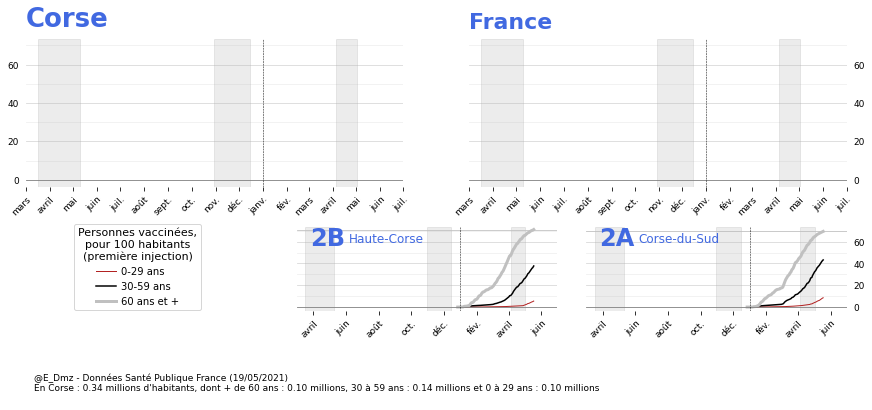 Corse
France
60
40
20
0
mars avril mai juin juil. août sept. oct. nov. déc. janv. fév. mars avril mai juin juil.
60
40
20
0
mars avril mai juin juil. août sept. oct. nov. déc. janv. fév. mars avril mai juin juil.
Personnes vaccinées,
pour 100 habitants
(première injection)
0-29 ans
30-59 ans
60 ans et +
2B Haute-Corse
avril juin août oct. déc. fév. avril juin
2A Corse-du-Sud
60
40
20
0
avril juin août oct. déc. fév. avril juin
@E_Dmz - Données Santé Publique France (19/05/2021)
En Corse : 0.34 millions d'habitants, dont + de 60 ans : 0.10 millions, 30 à 59 ans : 0.14 millions et 0 à 29 ans : 0.10 millions